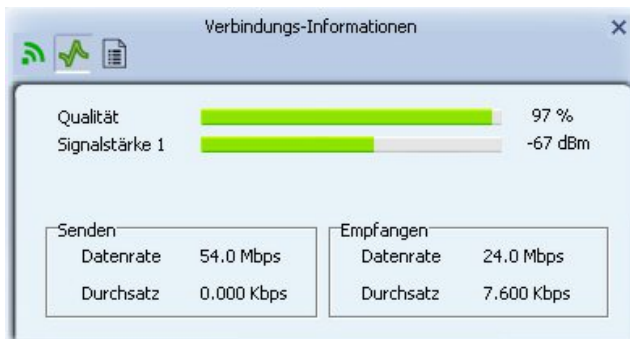 Verbindungs-Informationen
Qualität 97 %
Signalstärke 1 -67 dBm
Senden Empfangen
Datenrate 54.0 Mbps Datenrate 24.0 Mbps
Durchsatz 0.000 Kbps Durchsatz 7.600 Kbps